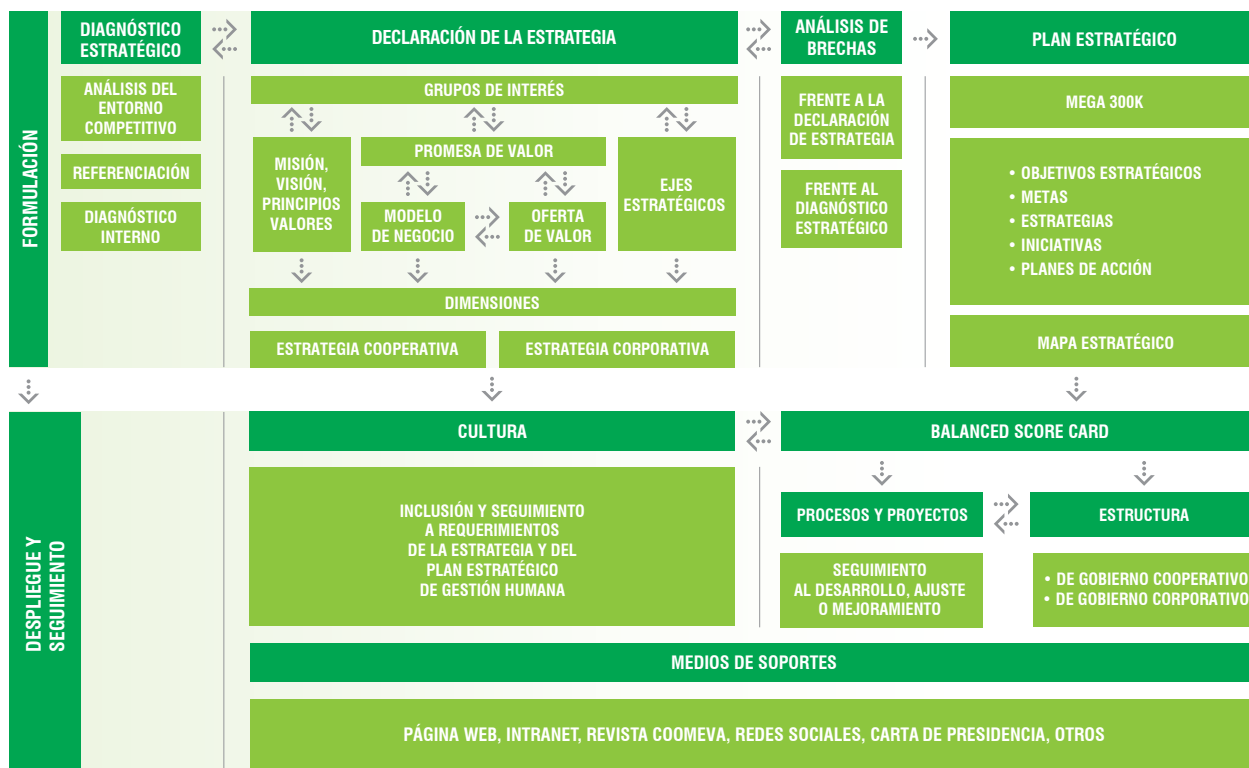 FORMULACIÓN
DIAGNÓSTICO
ESTRATÉGICO
ANÁLISIS DEL
ENTORNO
COMPETITIVO
REFERENCIACIÓN
DIAGNÓSTICO
INTERNO
DECLARACIÓN DE LA ESTRATEGIA
GRUPOS DE INTERÉS
MISIÓN,
VISIÓN,
PRINCIPIOS
VALORES
PROMESA DE VALOR
MODELO
DE NEGOCIO
OFERTA
DE VALOR
EJES
ESTRATÉGICOS
DIMENSIONES
ESTRATEGIA COOPERATIVA
ESTRATEGIA CORPORATIVA
ANÁLISIS DE
BRECHAS
FRENTE A LA
DECLARACIÓN
DE ESTRATEGIA
FRENTE AL
DIAGNÓSTICO
ESTRATÉGICO
PLAN ESTRATÉGICO
MEGA 300K
• OBJETIVOS ESTRATÉGICOS
• METAS
• ESTRATEGIAS
• INICIATIVAS
• PLANES DE ACCIÓN
MAPA ESTRATÉGICO
DESPLIEGUE Y
SEGUIMIENTO
CULTURA
INCLUSIÓN Y SEGUIMIENTO
A REQUERIMIENTOS
DE LA ESTRATEGIA Y DEL
PLAN ESTRATÉGICO
DE GESTIÓN HUMANA
BALANCED SCORE CARD
PROCESOS Y PROYECTOS
SEGUIMIENTO
AL DESARROLLO, AJUSTE
O MEJORAMIENTO
ESTRUCTURA
• DE GOBIERNO COOPERATIVO
• DE GOBIERNO CORPORATIVO
MEDIOS DE SOPORTES
PÁGINA WEB, INTRANET, REVISTA COOMEVA, REDES SOCIALES, CARTA DE PRESIDENCIA, OTROS